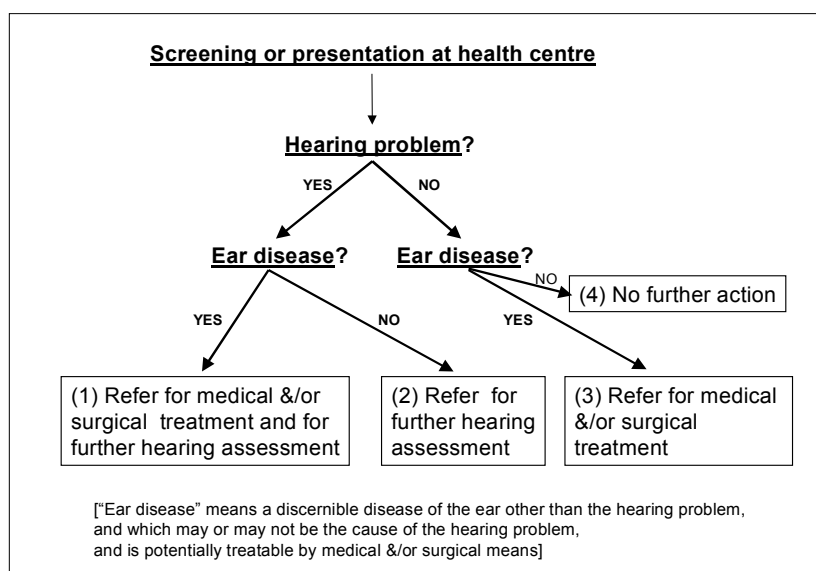 Screening or presentation at health centre
Hearing problem?
YES
NO
Ear disease?
Ear disease?
NO
(4) No further action
YES
NO
YES
(1) Refer for medical &/or
surgical treatment and for
further hearing assessment
(2) Refer for
further hearing
assessment
(3) Refer for medical
&/or surgical
treatment
["Ear disease" means a discernible disease of the ear other than the hearing problem,
and which may or may not be the cause of the hearing problem,
and is potentially treatable by medical &/or surgical means]